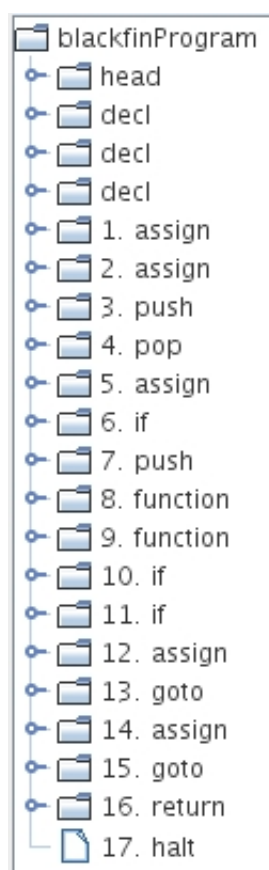 blackfinProgram
head
decl
decl
decl
1. assign
2. assign
3. push
4. pop
5. assign
6. if
7. push
8. function
9. function
10. if
11. if
12. assign
13. goto
14. assign
15. goto
16. return
17. halt